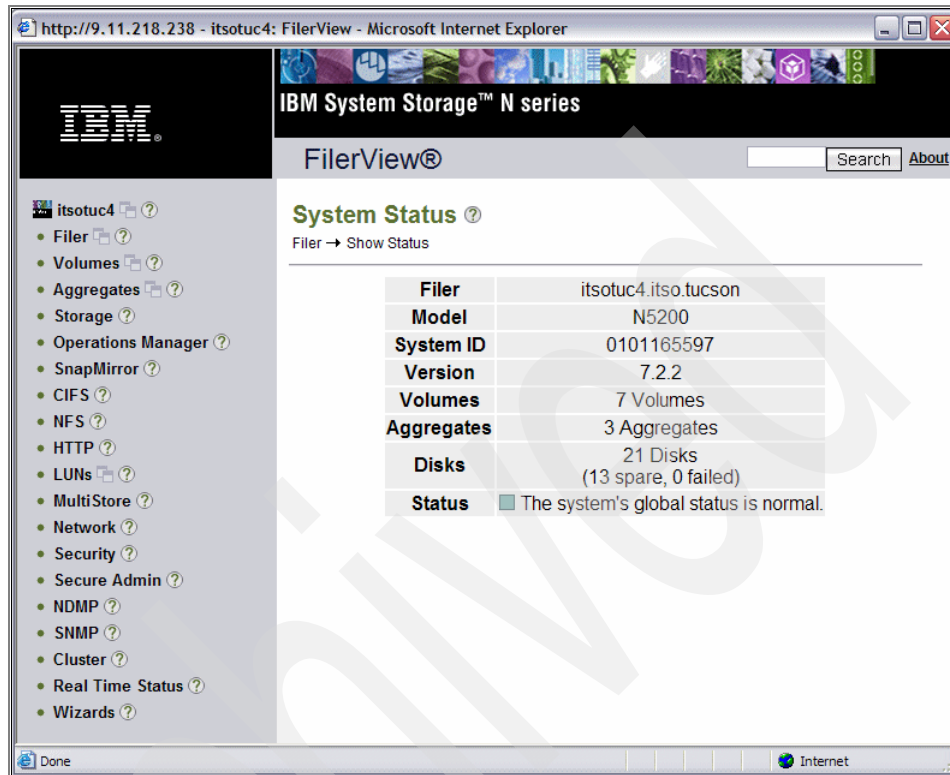 http://9.11.218.238 - itsotuc4: FilerView - Microsoft Internet Explorer
IBM
IBM System Storage™ N series
FilerView®
Search
About
itsotuc4
Filer
Volumes
Aggregates
Storage
Operations Manager
SnapMirror
CIFS
NFS
HTTP
LUNs
MultiStore
Network
Security
Secure Admin
NDMP
SNMP
Cluster
Real Time Status
Wizards
System Status
Filer → Show Status
Filer itsotuc4.itso.tucson
Model N5200
System ID 0101165597
Version 7.2.2
Volumes 7 Volumes
Aggregates 3 Aggregates
Disks 21 Disks
(13 spare, 0 failed)
Status The system's global status is normal.
Done
Internet
hived